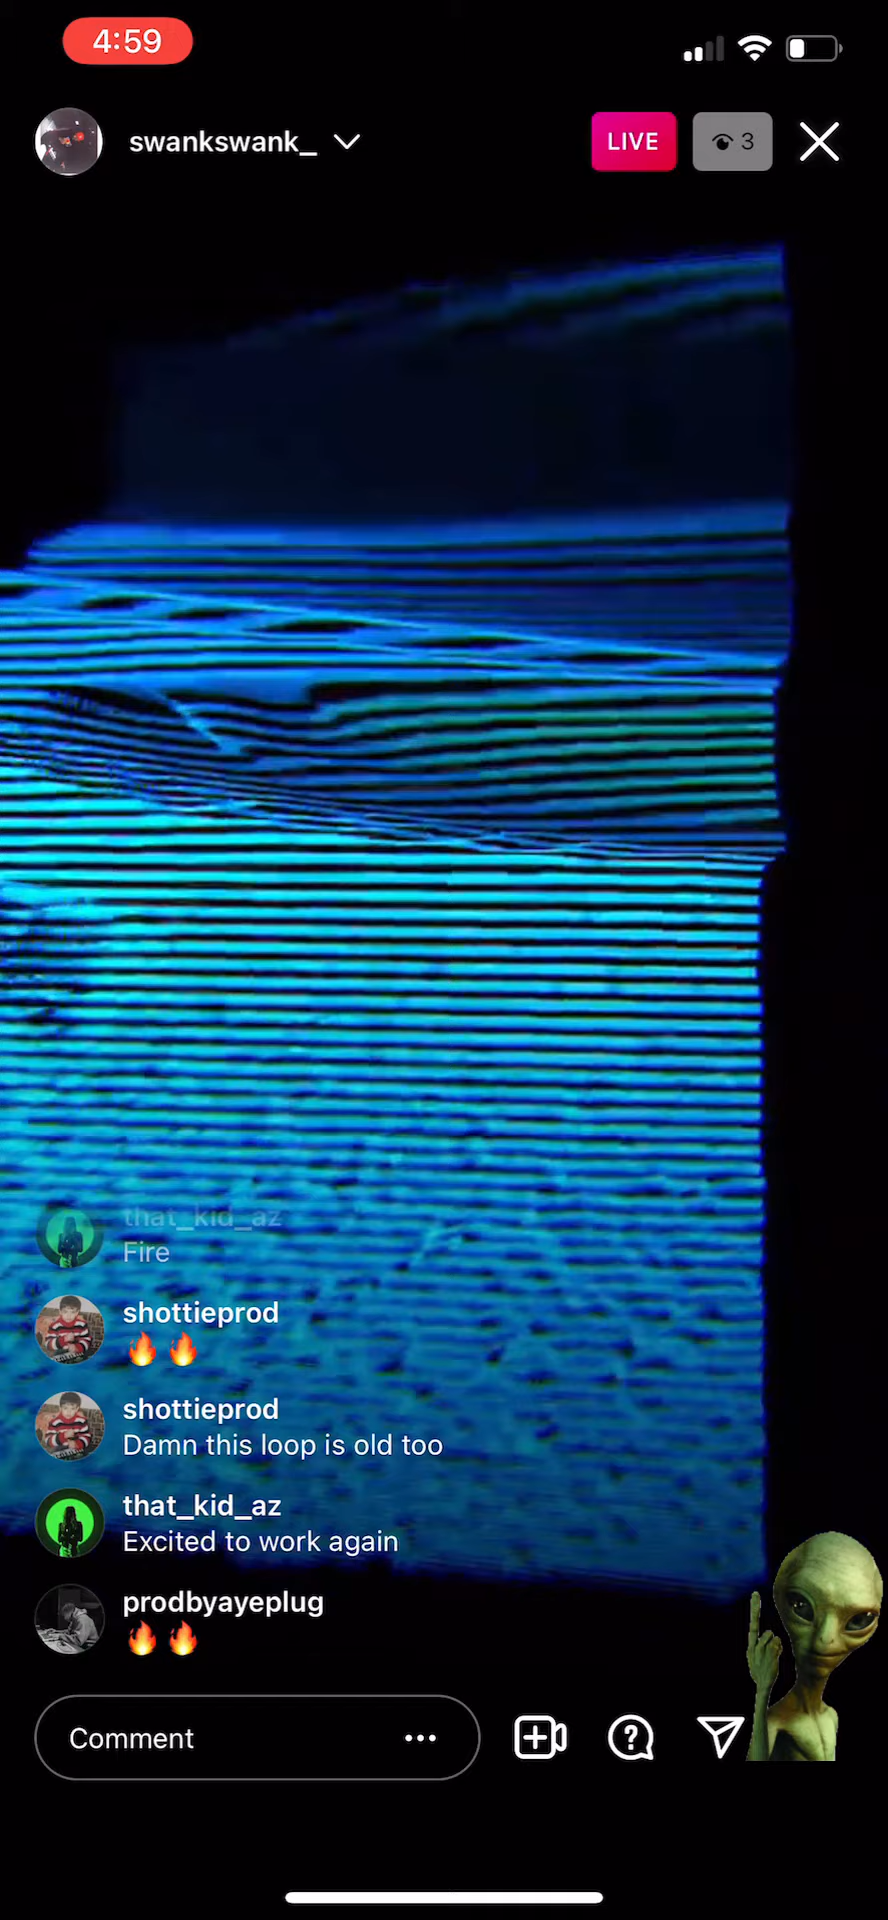 4:59
swankswank_
LIVE
3
that_kid_az
Fire
shottieprod
🔥 🔥
shottieprod
Damn this loop is old too
that_kid_az
Excited to work again
prodbyayeplug
🔥 🔥
Comment